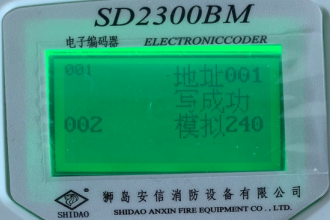 SD2300BM
电子编码器 ELECTRONICCODER
001 地址001
写成功
002 模拟240
狮岛安信消防设备有限公司
SHIDAO ANXIN FIRE EQUIPMENT CO ., LTD
SHIDAO